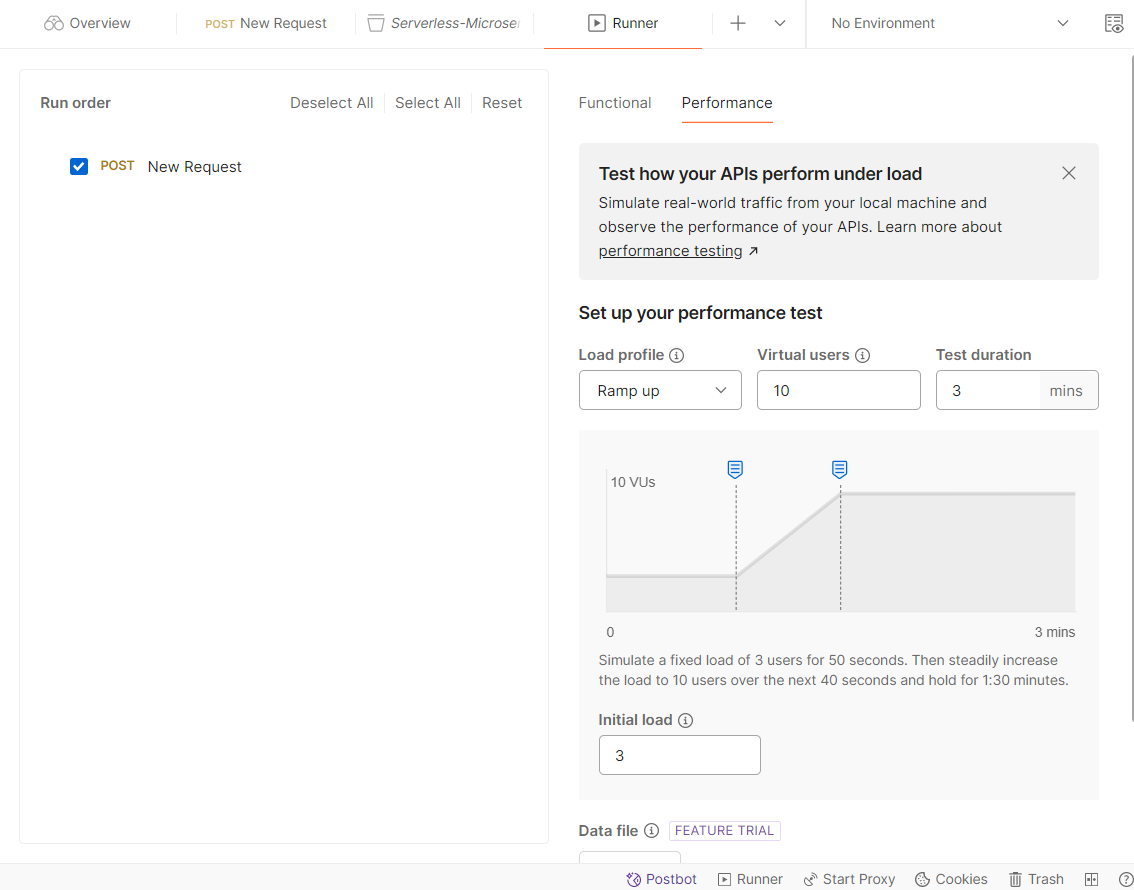 Overview
POST New Request
Serverless-Microser
Runner
No Environment
Run order
Deselect All
Select All
Reset
POST New Request
Functional
Performance
Test how your APIs perform under load
Simulate real-world traffic from your local machine and
observe the performance of your APIs. Learn more about
performance testing ↗
Set up your performance test
Load profile
Virtual users
Test duration
Ramp up
10
3 mins
10 VUs
0
3 mins
Simulate a fixed load of 3 users for 50 seconds. Then steadily increase
the load to 10 users over the next 40 seconds and hold for 1:30 minutes.
Initial load
3
Data file
FEATURE TRIAL
Postbot
Runner
Start Proxy
Cookies
Trash